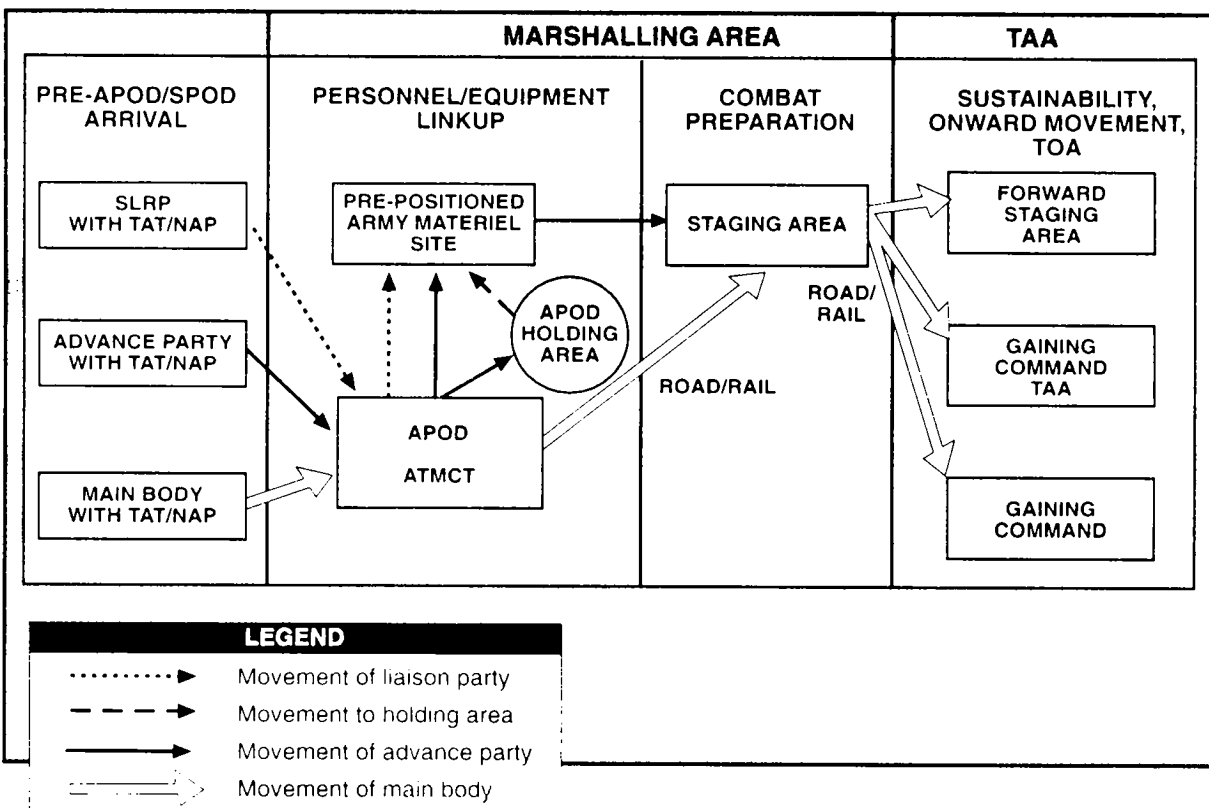 MARSHALLING AREA
TAA
PRE-APOD/SPOD
ARRIVAL
PERSONNEL/EQUIPMENT
LINKUP
COMBAT
PREPARATION
SUSTAINABILITY,
ONWARD MOVEMENT,
TOA
SLRP
WITH TAT/NAP
PRE-POSITIONED
ARMY MATERIEL
SITE
STAGING AREA
FORWARD
STAGING
AREA
ROAD/
RAIL
ADVANCE PARTY
WITH TAT/NAP
APOD
HOLDING
AREA
GAINING
COMMAND
TAA
ROAD/RAIL
APOD
ATMCT
MAIN BODY
WITH TAT/NAP
GAINING
COMMAND
LEGEND
Movement of liaison party
Movement to holding area
Movement of advance party
Movement of main body